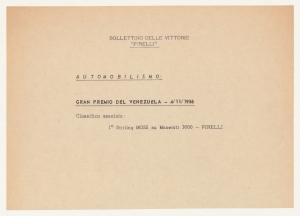 BOLLETTINO DELLE VITTORIE
"PIRELLI"
AUTOMOBILISMO:
GRAN PREMIO DEL VENEZUELA - 4/11/1956
Classifica assoluta:
1° Stirling MOSS su Maserati 3000 - PIRELLI